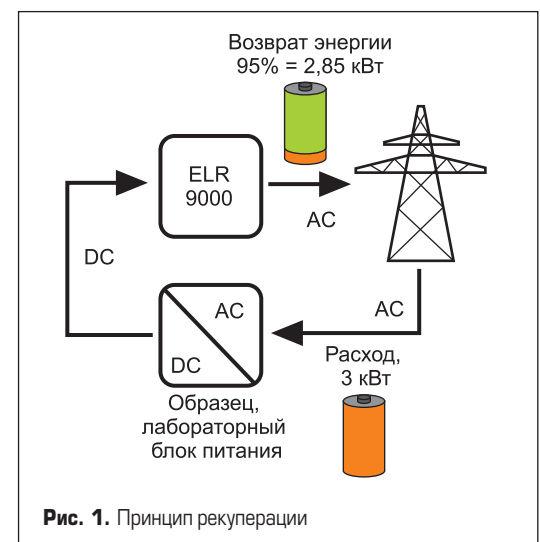 Возврат энергии
95% = 2,85 кВт
ELR
9000
AC
DC
AC
AC
DC
Расход,
3 кВт
Образец,
лабораторный
блок питания
Рис. 1. Принцип рекуперации